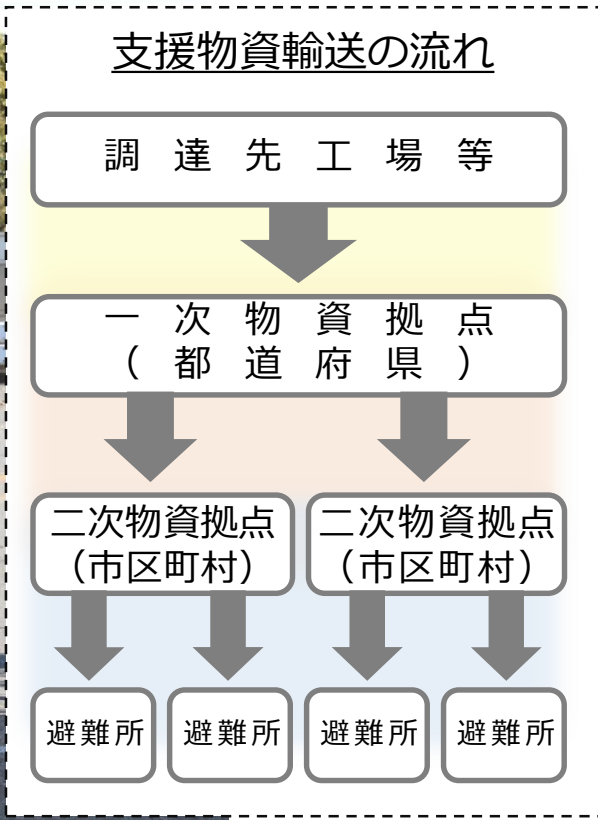 支援物資輸送の流れ
調達先工場等
一次物資拠点
(都道府県)
二次物資拠点
(市区町村)
二次物資拠点
(市区町村)
避難所
避難所
避難所
避難所